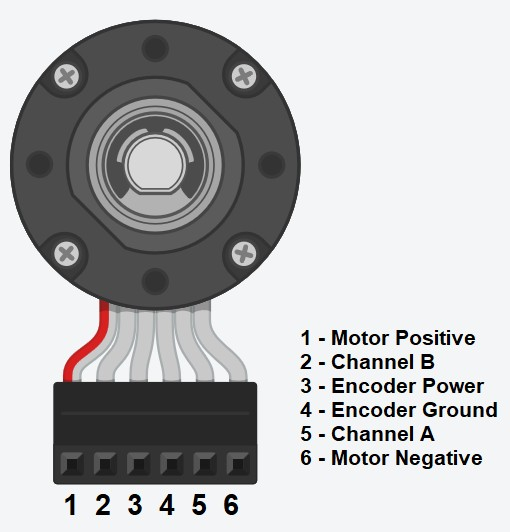 1 - Motor Positive
2 - Channel B
3 - Encoder Power
4 - Encoder Ground
5 - Channel A
6 - Motor Negative
1 2 3 4 5 6